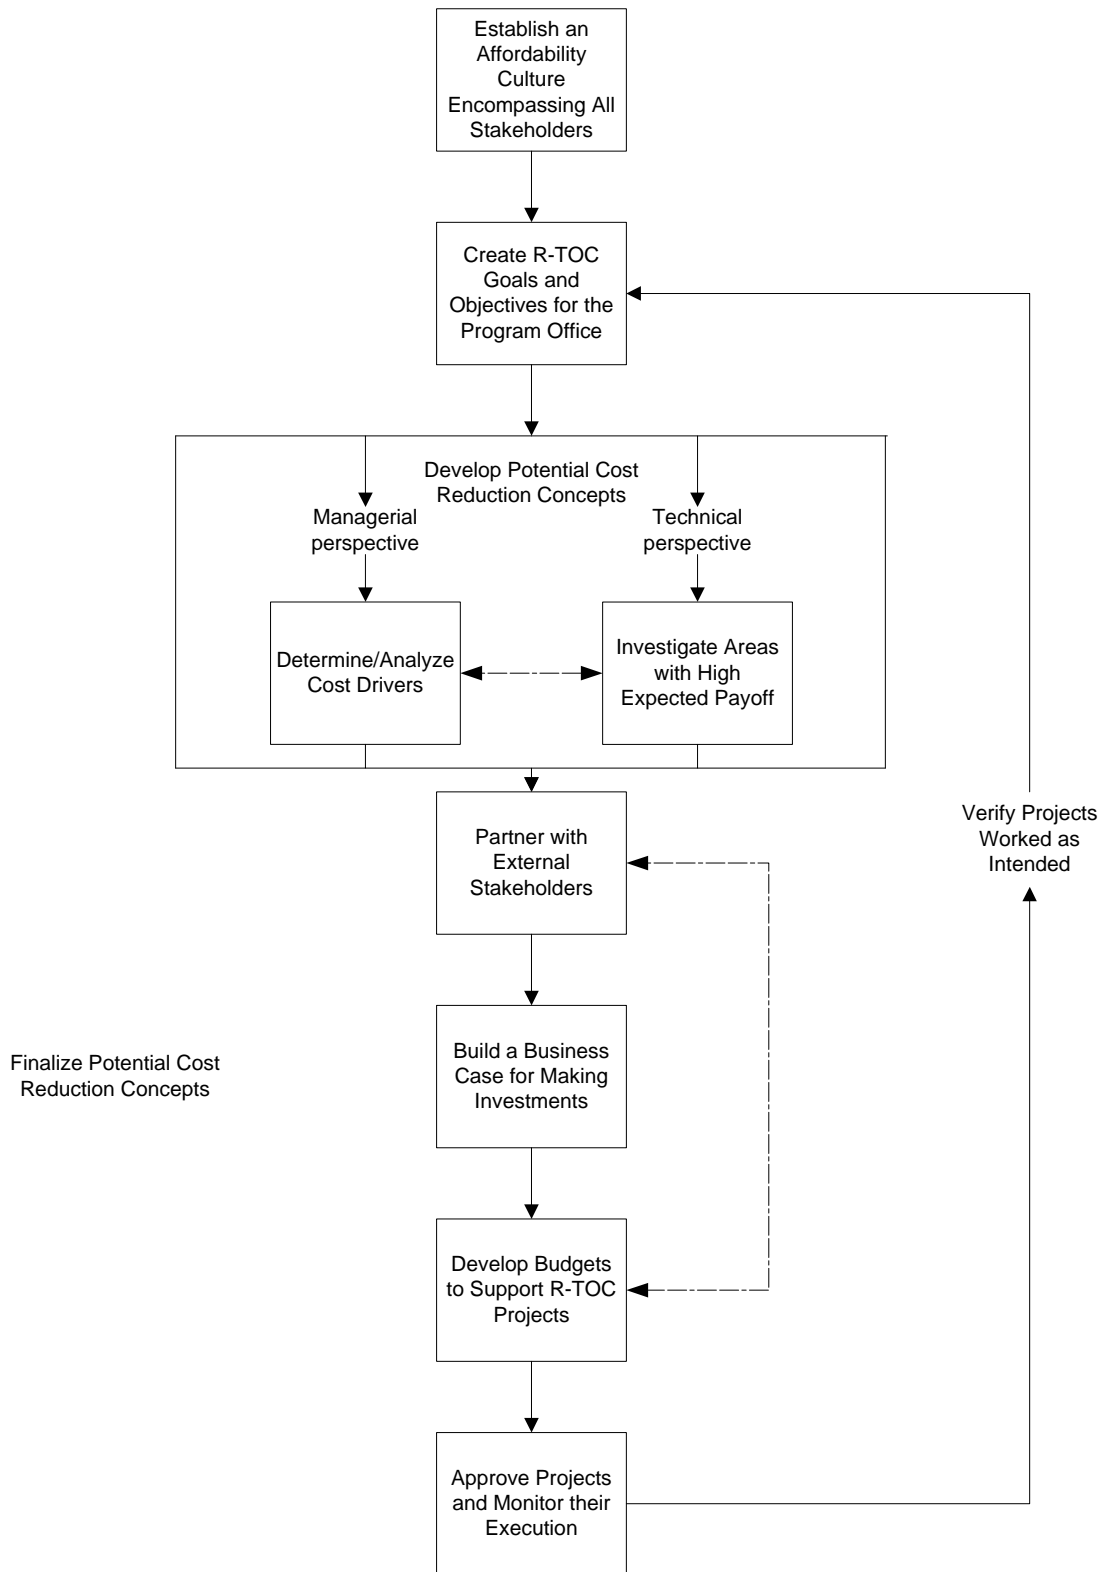 Establish an
Affordability
Culture
Encompassing All
Stakeholders
Create R-TOC
Goals and
Objectives for the
Program Office
Develop Potential Cost
Reduction Concepts
Managerial
perspective
Technical
perspective
Determine/Analyze
Cost Drivers
Investigate Areas
with High
Expected Payoff
Partner with
External
Stakeholders
Verify Projects
Worked as
Intended
Build a Business
Case for Making
Investments
Finalize Potential Cost
Reduction Concepts
Develop Budgets
to Support R-TOC
Projects
Approve Projects
and Monitor their
Execution